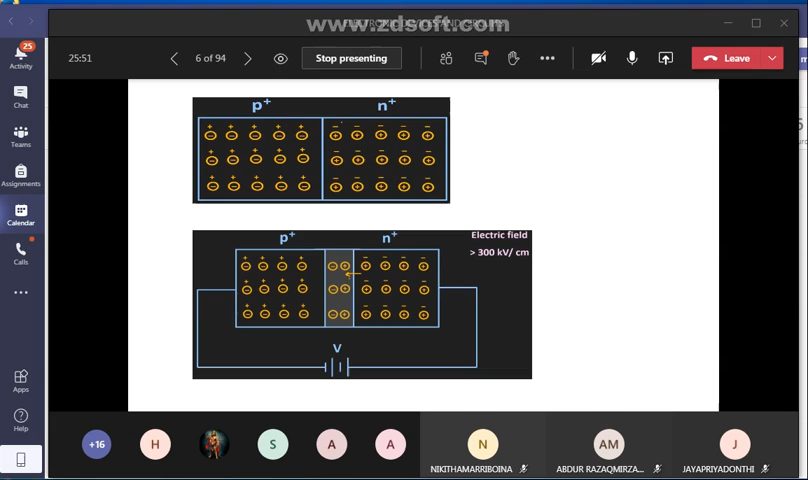 www.zdsoft.com
25
Activity
Chat
Teams
Assignments
Calendar
Calls
Apps
Help
25:51
6 of 94
Stop presenting
Leave
p+
n+
p+
n+
Electric field
> 300 kV/ cm
V
+16
H
S
A
A
N
AM
J
NIKITHAMARRIBOINA
ABDUR RAZAQMIRZA...
JAYAPRIYADONTHI